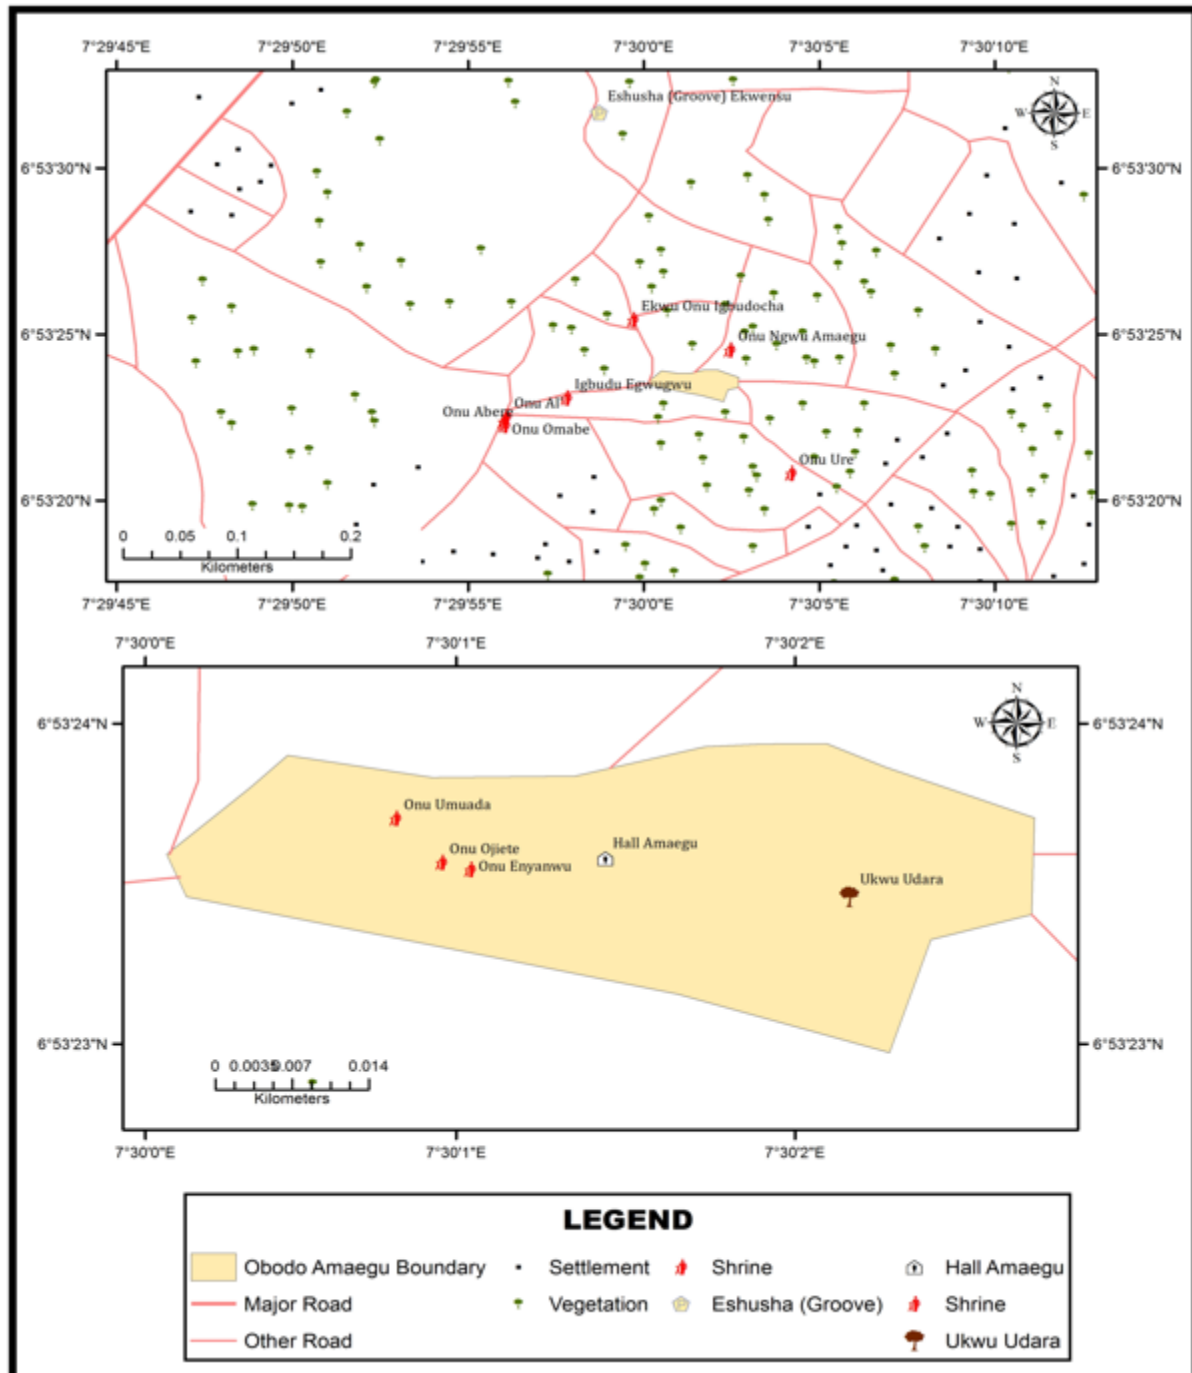 7°29'45"E 7°29'50"E 7°29'55"E 7°30'0"E 7°30'5"E 7°30'10"E
Eshusha (Groove) Ekwensu
N
W E
S
6°53'30"N 6°53'30"N
Ekwu Onu Igbudocha
6°53'25"N 6°53'25"N
Onu Ngwu Amaegu
Igbudu Egwugwu
Onu Al
Onu Abere
Onu Omabe
Onu Ure
6°53'20"N 6°53'20"N
0 0.05 0.1 0.2
Kilometers
7°29'45"E 7°29'50"E 7°29'55"E 7°30'0"E 7°30'5"E 7°30'10"E
7°30'0"E 7°30'1"E 7°30'2"E
N
W E
S
6°53'24"N 6°53'24"N
Onu Umuada
Hall Amaegu
Onu Ojiete
Onu Enyanwu
Ukwu Udara
6°53'23"N 6°53'23"N
0 0.0035 0.007 0.014
Kilometers
7°30'0"E 7°30'1"E 7°30'2"E
LEGEND
Obodo Amaegu Boundary Settlement Shrine Hall Amaegu
Major Road Vegetation Eshusha (Groove) Shrine
Other Road Ukwu Udara